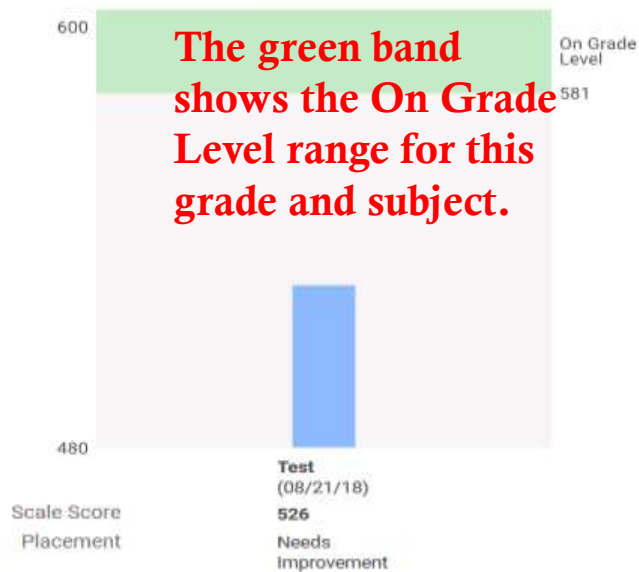 600
The green band
shows the On Grade
Level range for this
grade and subject.
On Grade
Level
581
480
Test
(08/21/18)
Scale Score 526
Placement Needs
Improvement